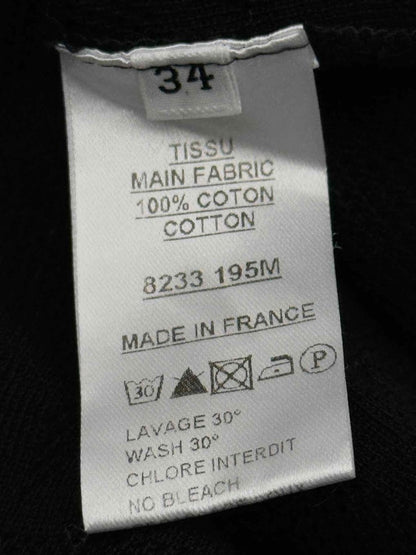 34
TISSU
MAIN FABRIC
100% COTON
COTTON
8233 195M
MADE IN FRANCE
30 P
LAVAGE 30°
WASH 30°
CHLORE INTERDIT
NO BLEACH